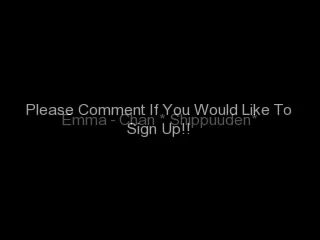 Please Comment If You Would Like To
Emma - Chan * Shippuuden*
Sign Up!!